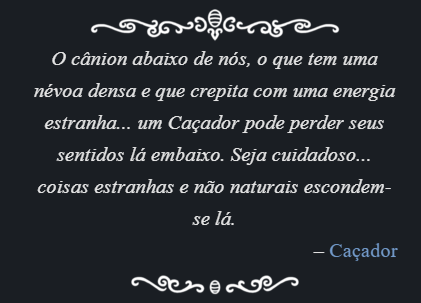 O cânion abaixo de nós, o que tem uma
névoa densa e que crepita com uma energia
estranha... um Caçador pode perder seus
sentidos lá embaixo. Seja cuidadoso...
coisas estranhas e não naturais escondem-
se lá.
– Caçador